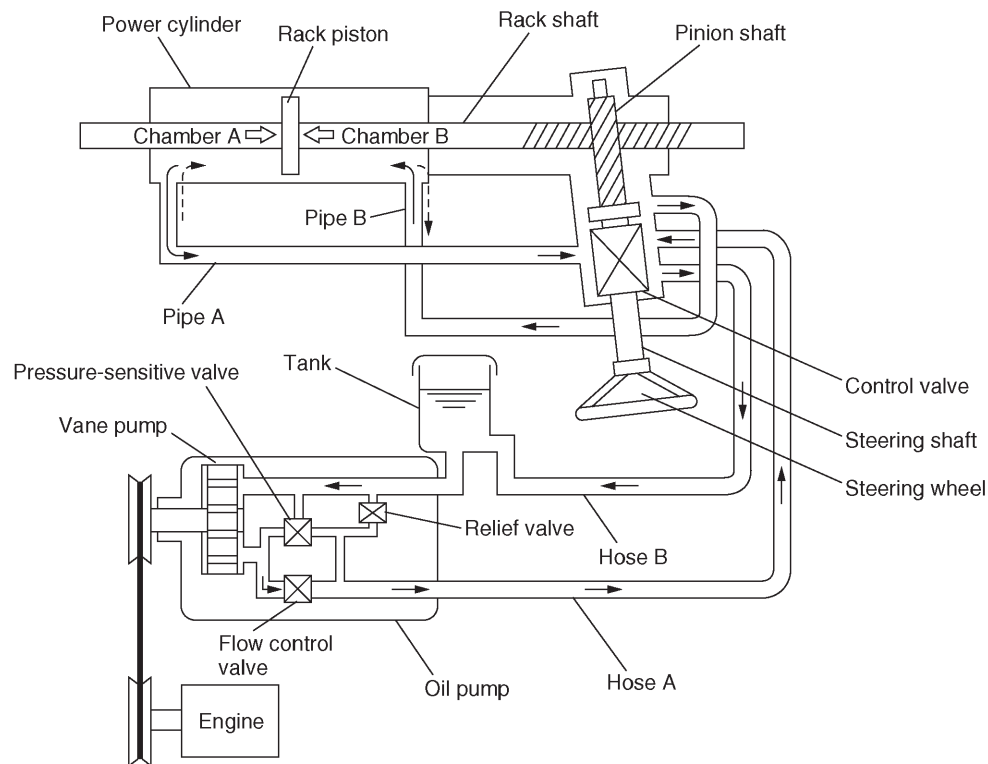 Power cylinder
Rack piston
Rack shaft
Pinion shaft
Chamber A
Chamber B
Pipe B
Pipe A
Tank
Pressure-sensitive valve
Vane pump
Control valve
Steering shaft
Steering wheel
Relief valve
Hose B
Flow control
valve
Oil pump
Hose A
Engine